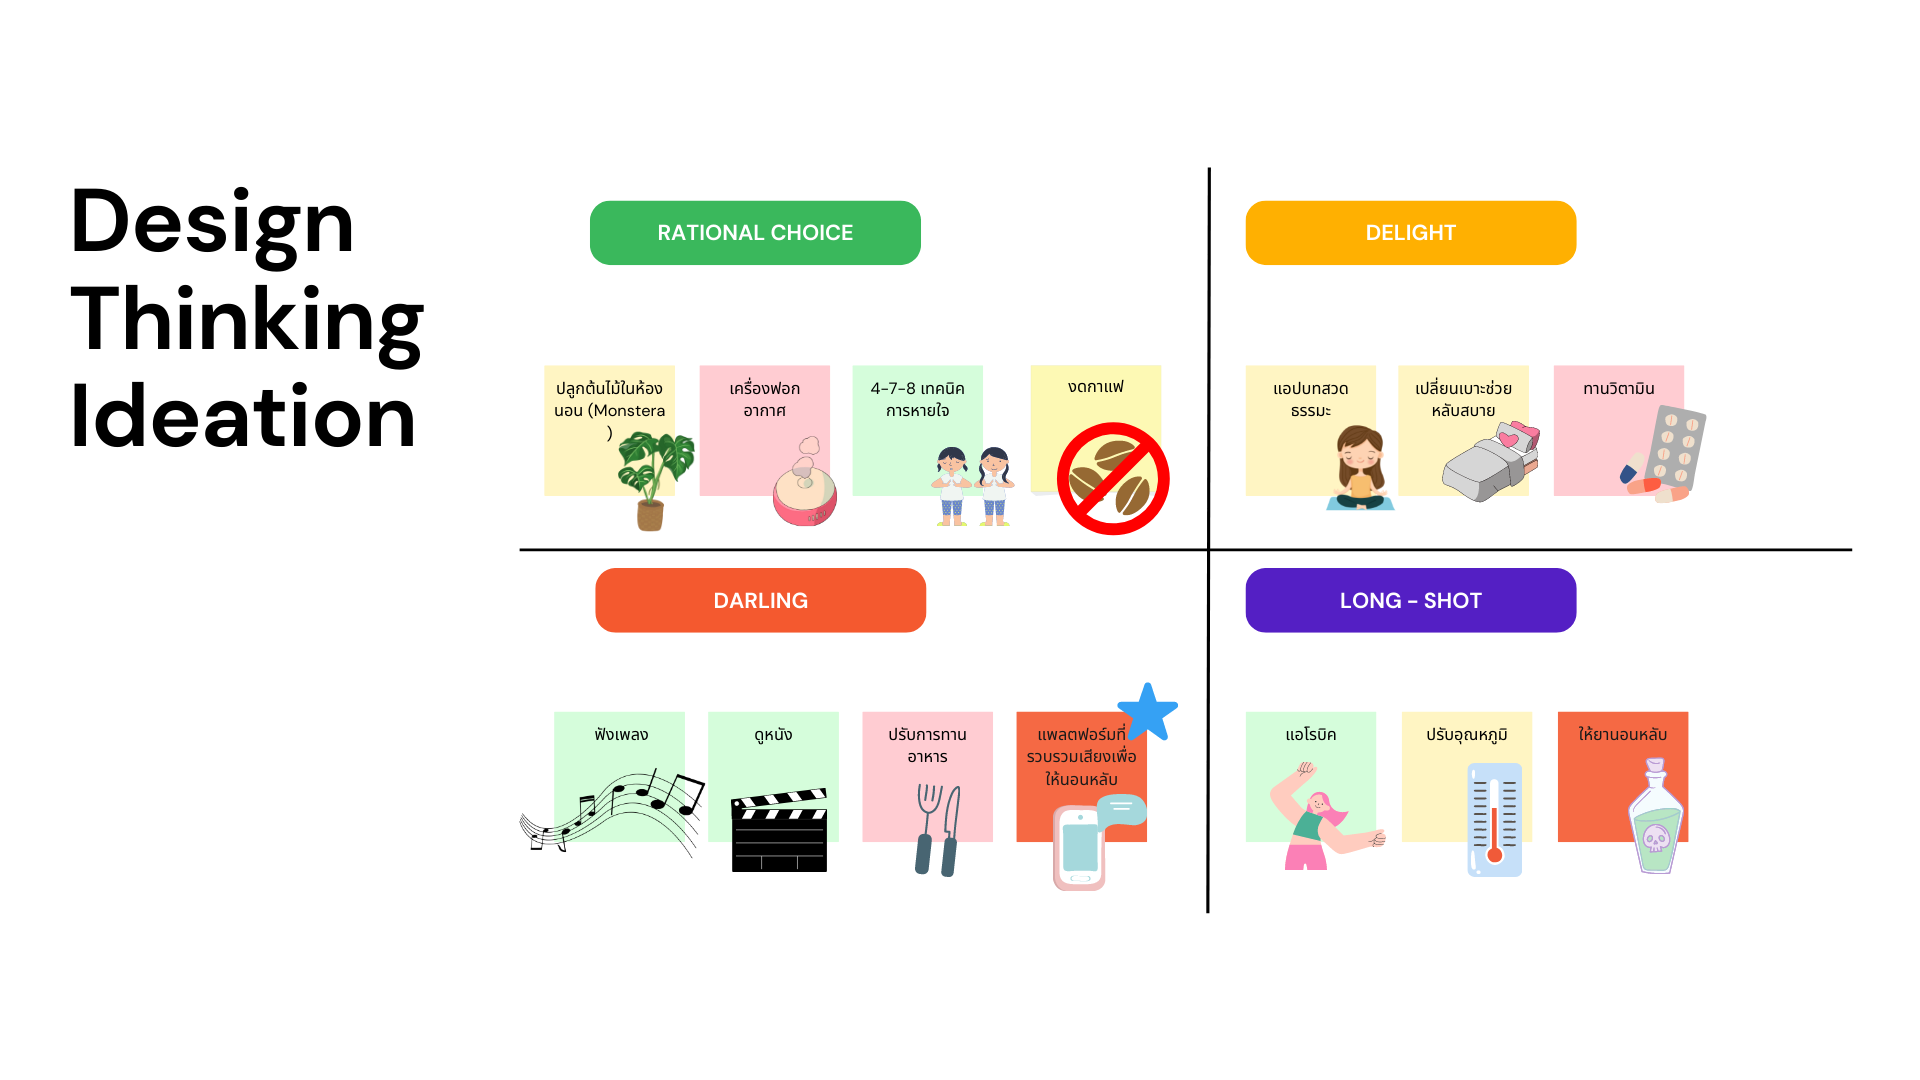 Design
Thinking
Ideation
RATIONAL CHOICE
ปลูกต้นไม้ในห้อง
นอน (Monstera
)
เครื่องฟอก
อากาศ
4-7-8 เทคนิค
การหายใจ
งดกาแฟ
DELIGHT
แอปบทสวด
ธรรมะ
เปลี่ยนเบาะช่วย
หลับสบาย
ทานวิตามิน
DARLING
ฟังเพลง
ดูหนัง
ปรับการทาน
อาหาร
แพลตฟอร์มที่
รวบรวมเสียงเพื่อ
ให้นอนหลับ
LONG - SHOT
แอโรบิค
ปรับอุณหภูมิ
ให้ยานอนหลับ